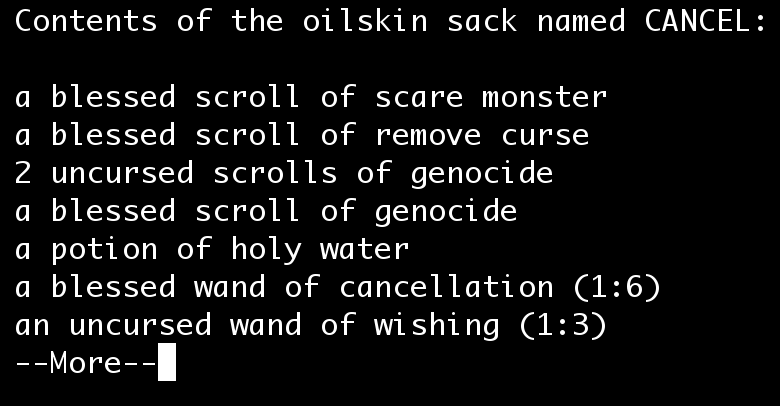 Contents of the oilskin sack named CANCEL:
a blessed scroll of scare monster
a blessed scroll of remove curse
2 uncursed scrolls of genocide
a blessed scroll of genocide
a potion of holy water
a blessed wand of cancellation (1:6)
an uncursed wand of wishing (1:3)
--More--